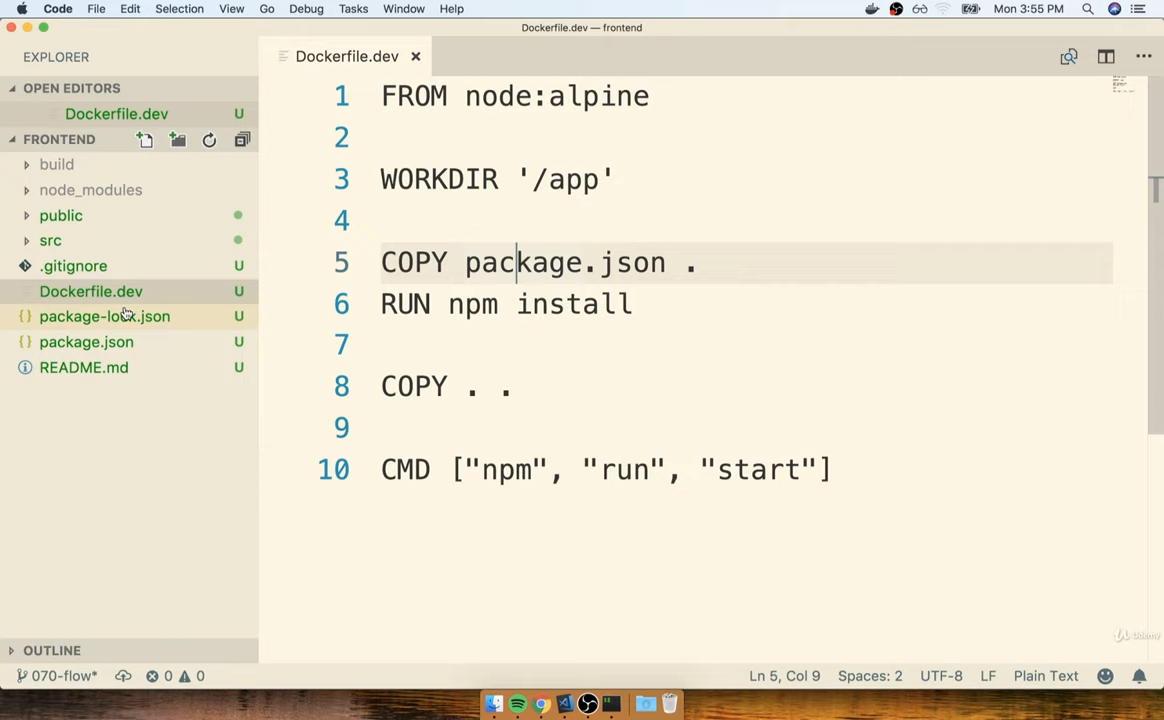 Code File Edit Selection View Go Debug Tasks Window Help Mon 3:55 PM
Dockerfile.dev — frontend
EXPLORER
Dockerfile.dev
OPEN EDITORS
Dockerfile.dev U
FRONTEND
build
node_modules
public
src
.gitignore U
Dockerfile.dev U
package-lock.json U
package.json U
README.md U
OUTLINE
1 FROM node:alpine
2
3 WORKDIR '/app'
4
5 COPY package.json .
6 RUN npm install
7
8 COPY . .
9
10 CMD ["npm", "run", "start"]
Udemy
070-flow* 0 0 Ln 5, Col 9 Spaces: 2 UTF-8 LF Plain Text